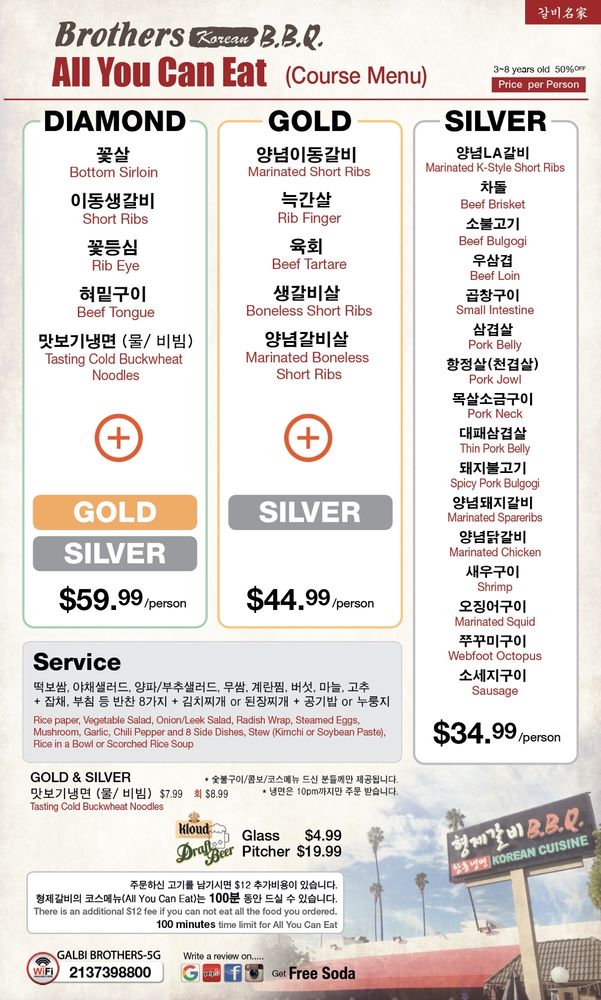 갈비名家
Brothers Korean B.B.Q.
All You Can Eat (Course Menu)
3~8 years old 50%OFF
Price per Person
DIAMOND
꽃살
Bottom Sirloin
이동생갈비
Short Ribs
꽃등심
Rib Eye
혀밑구이
Beef Tongue
맛보기냉면 (물/ 비빔)
Tasting Cold Buckwheat
Noodles
+
GOLD
SILVER
$59.99/person
GOLD
양념이동갈비
Marinated Short Ribs
늑간살
Rib Finger
육회
Beef Tartare
생갈비살
Boneless Short Ribs
양념갈비살
Marinated Boneless
Short Ribs
+
SILVER
$44.99/person
SILVER
양념LA갈비
Marinated K-Style Short Ribs
차돌
Beef Brisket
소불고기
Beef Bulgogi
우삼겹
Beef Loin
곱창구이
Small Intestine
삼겹살
Pork Belly
항정살(천겹살)
Pork Jowl
목살소금구이
Pork Neck
대패삼겹살
Thin Pork Belly
돼지불고기
Spicy Pork Bulgogi
양념돼지갈비
Marinated Spareribs
양념닭갈비
Marinated Chicken
새우구이
Shrimp
오징어구이
Marinated Squid
쭈꾸미구이
Webfoot Octopus
소세지구이
Sausage
$34.99/person
Service
떡보쌈, 야채샐러드, 양파/부추샐러드, 무쌈, 계란찜, 버섯, 마늘, 고추
+ 잡채, 부침 등 반찬 8가지 + 김치찌개 or 된장찌개 + 공기밥 or 누룽지
Rice paper, Vegetable Salad, Onion/Leek Salad, Radish Wrap, Steamed Eggs,
Mushroom, Garlic, Chili Pepper and 8 Side Dishes, Stew (Kimchi or Soybean Paste),
Rice in a Bowl or Scorched Rice Soup
GOLD & SILVER
맛보기냉면 (물/ 비빔) $7.99 회 $8.99
Tasting Cold Buckwheat Noodles
* 숯불구이/콤보/코스메뉴 드신 분들께만 제공됩니다.
* 냉면은 10pm까지만 주문 받습니다.
Kloud
Draft Beer
Glass $4.99
Pitcher $19.99
주문하신 고기를 남기시면 $12 추가비용이 있습니다.
형제갈비의 코스메뉴(All You Can Eat)는 100분 동안 드실 수 있습니다.
There is an additional $12 fee if you can not eat all the food you ordered.
100 minutes time limit for All You Can Eat
형제갈비 B.B.Q.
함흥냉면 KOREAN CUISINE
WiFi
GALBI BROTHERS-5G
2137398800
Write a review on.....
G yelp f
Get Free Soda